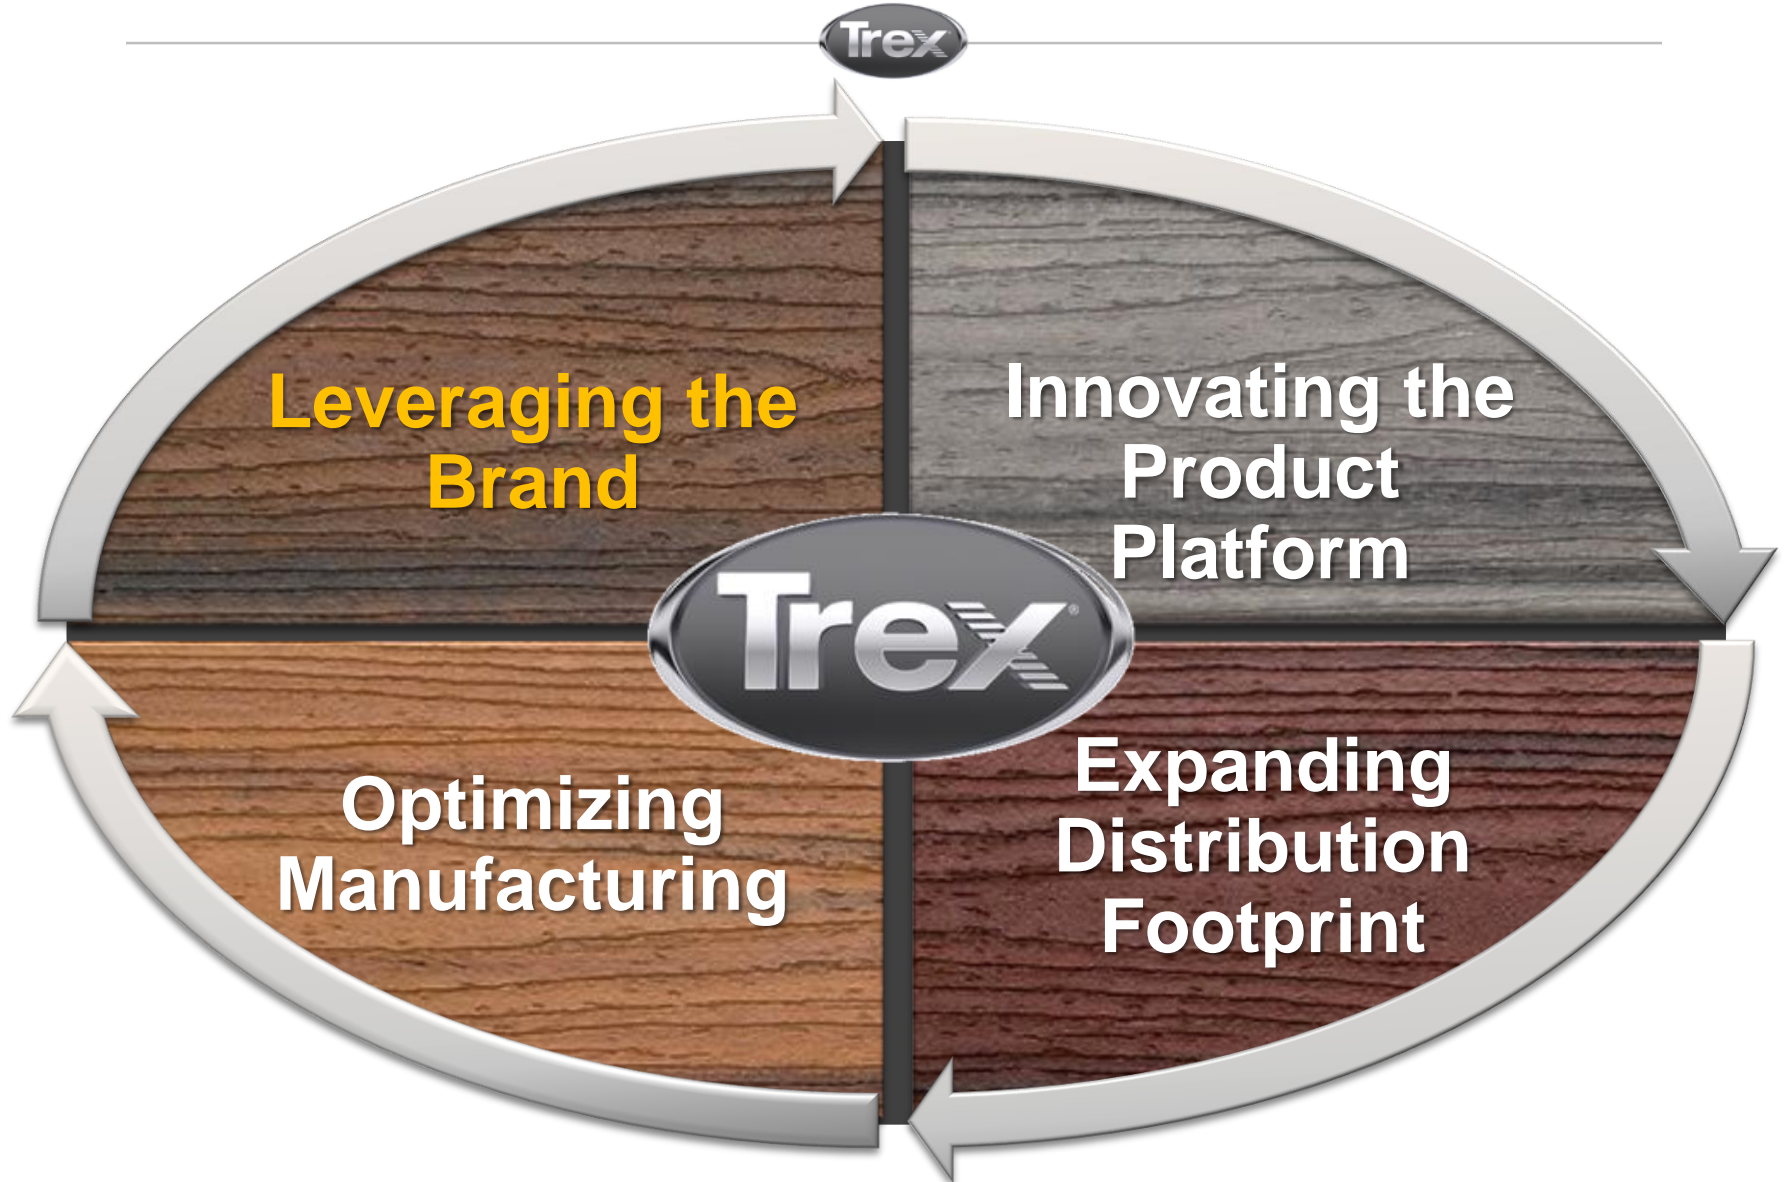 Trex
Leveraging the
Brand
Innovating the
Product
Platform
Trex®
Optimizing
Manufacturing
Expanding
Distribution
Footprint